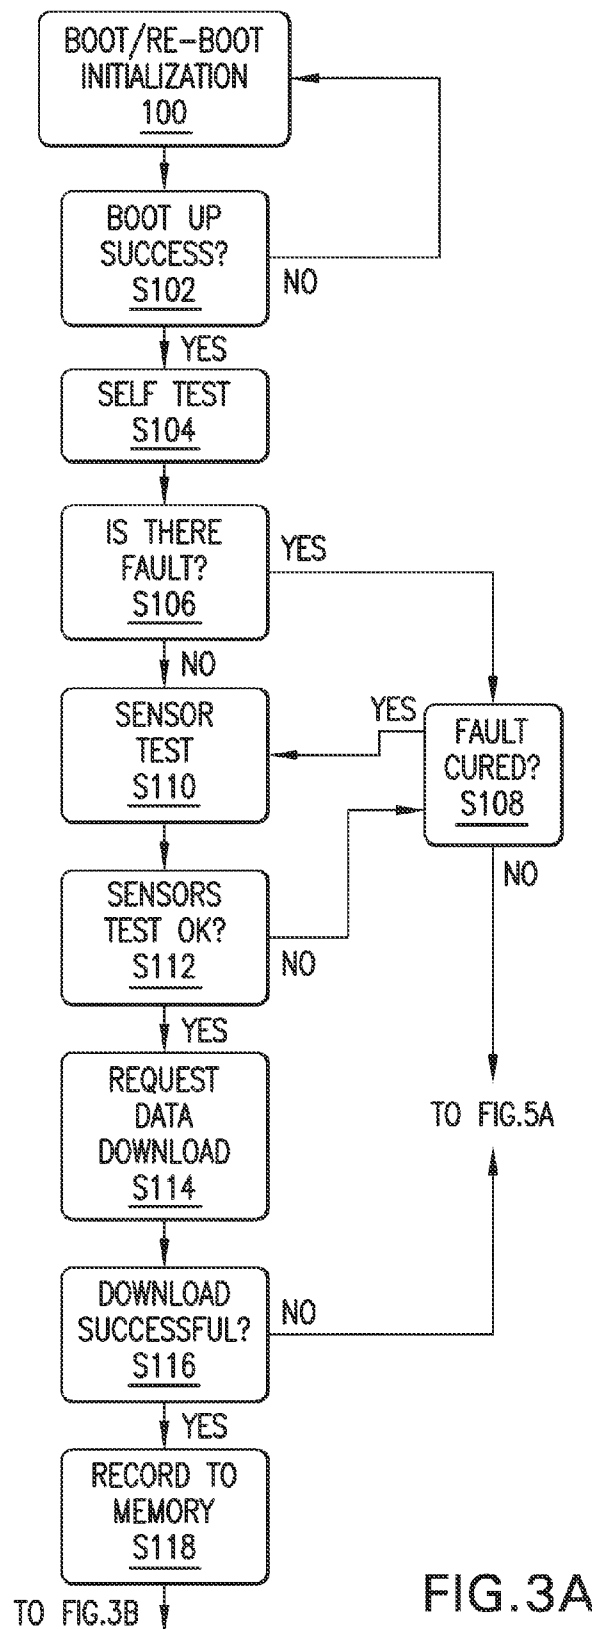 BOOT/RE-BOOT
INITIALIZATION
100
BOOT UP
SUCCESS?
S102
NO
YES
SELF TEST
S104
IS THERE
FAULT?
S106
YES
NO
SENSOR
TEST
S110
YES
FAULT
CURED?
S108
NO
SENSORS
TEST OK?
S112
NO
YES
REQUEST
DATA
DOWNLOAD
S114
TO FIG.5A
DOWNLOAD
SUCCESSFUL?
S116
NO
YES
RECORD TO
MEMORY
S118
TO FIG.3B
FIG.3A